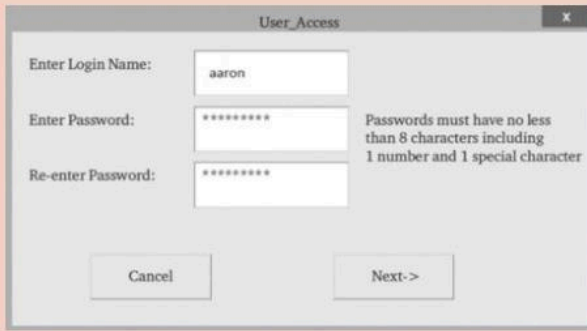 User_Access
x
Enter Login Name:
aaron
Enter Password:
*********
Passwords must have no less
than 8 characters including
1 number and 1 special character
Re-enter Password:
*********
Cancel
Next->